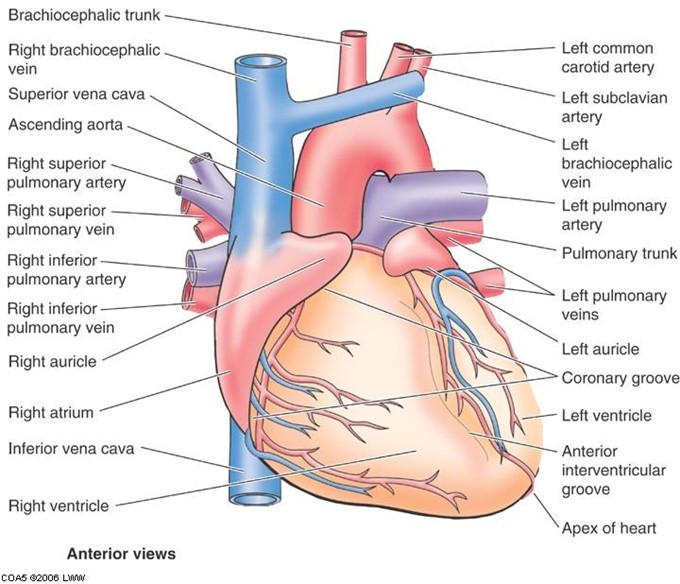 Brachiocephalic trunk
Right brachiocephalic
vein
Superior vena cava
Ascending aorta
Right superior
pulmonary artery
Right superior
pulmonary vein
Right inferior
pulmonary artery
Right inferior
pulmonary vein
Right auricle
Right atrium
Inferior vena cava
Right ventricle
Left common
carotid artery
Left subclavian
artery
Left
brachiocephalic
vein
Left pulmonary
artery
Pulmonary trunk
Left pulmonary
veins
Left auricle
Coronary groove
Left ventricle
Anterior
interventricular
groove
Apex of heart
Anterior views
COA5 ©2006 LWW